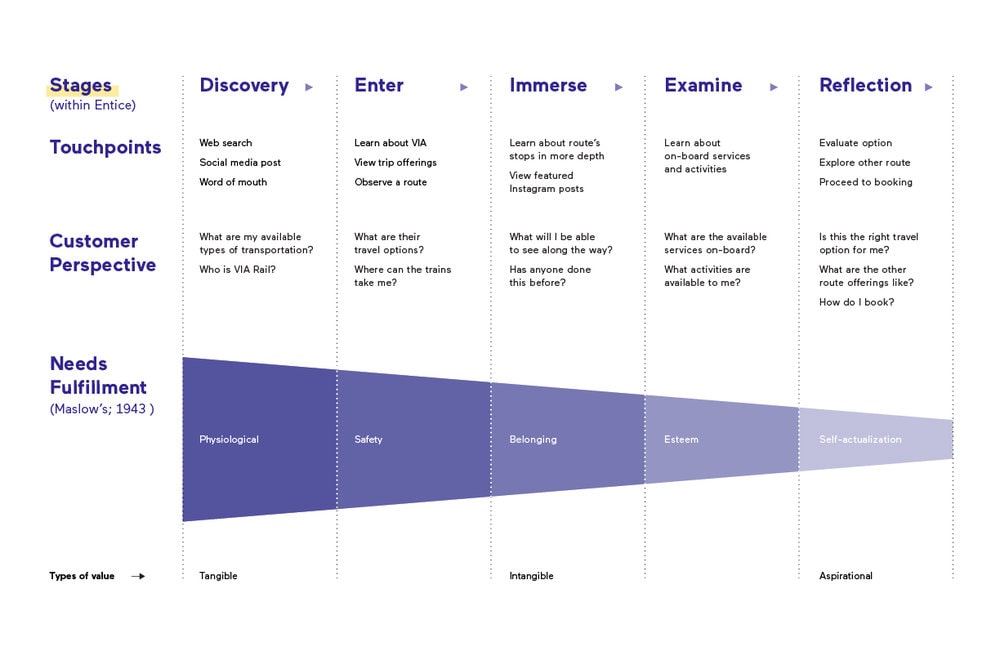 Stages
(within Entice)
Discovery
Enter
Immerse
Examine
Reflection
Touchpoints
Web search
Social media post
Word of mouth
Learn about VIA
View trip offerings
Observe a route
Learn about route's
stops in more depth
View featured
Instagram posts
Learn about
on-board services
and activities
Evaluate option
Explore other route
Proceed to booking
Customer
Perspective
What are my available
types of transportation?
Who is VIA Rail?
What are their
travel options?
Where can the trains
take me?
What will I be able
to see along the way?
Has anyone done
this before?
What are the available
services on-board?
What activities are
available to me?
Is this the right travel
option for me?
What are the other
route offerings like?
How do I book?
Needs
Fulfillment
(Maslow's; 1943 )
Physiological
Safety
Belonging
Esteem
Self-actualization
Types of value
Tangible
Intangible
Aspirational